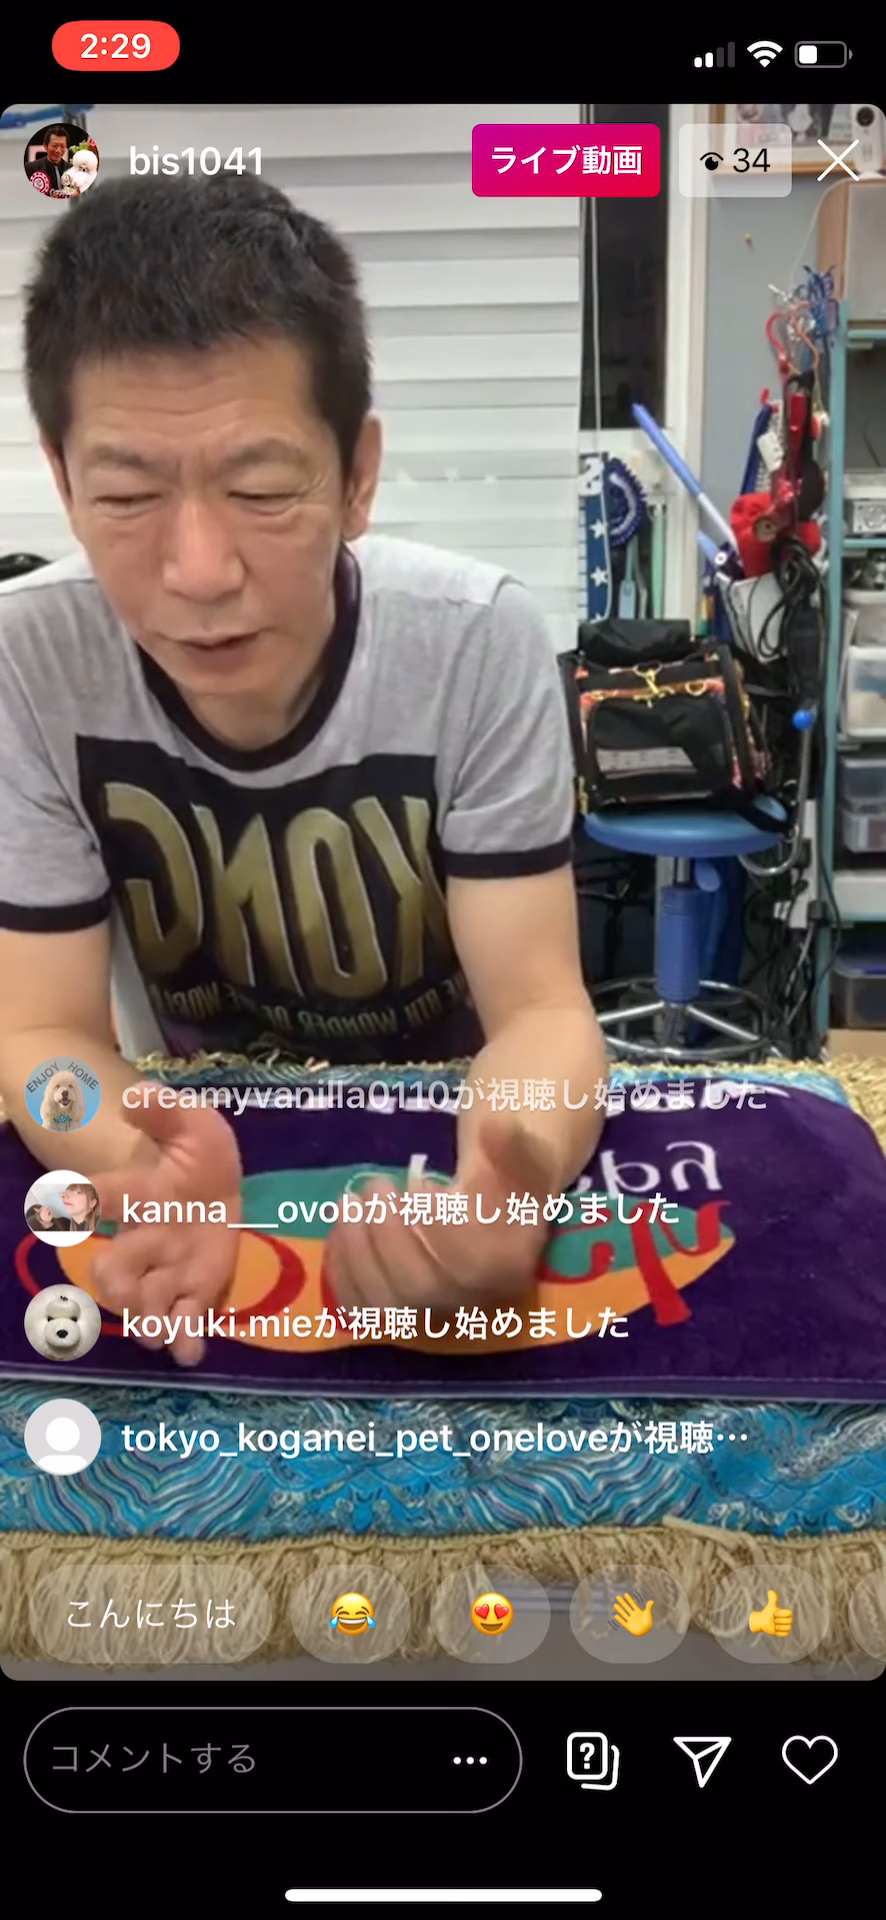 2:29
bis1041
ライブ動画
34
KONG
ENJOY HOME
creamyvanilla0110が視聴し始めました
kanna___ovobが視聴し始めました
koyuki.mieが視聴し始めました
tokyo_koganei_pet_oneloveが視聴…
こんにちは
コメントする